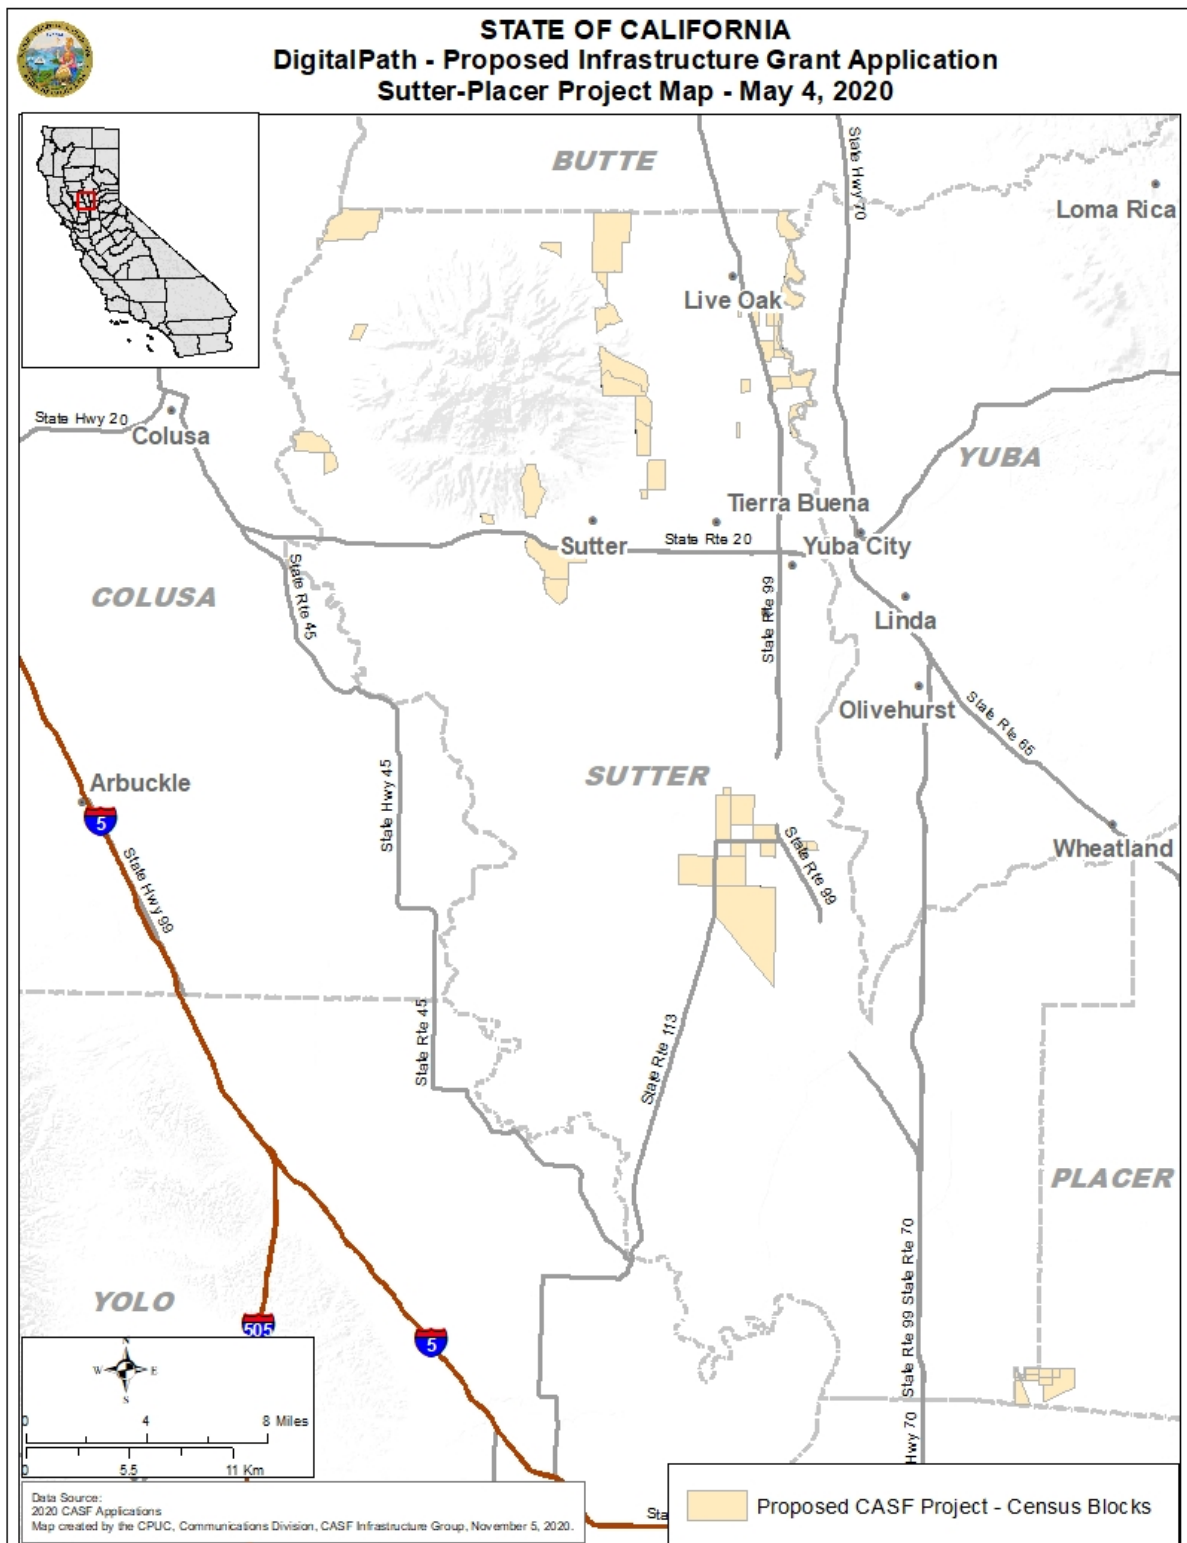 STATE OF CALIFORNIA
DigitalPath - Proposed Infrastructure Grant Application
Sutter-Placer Project Map - May 4, 2020
BUTTE
State Hwy 70
Loma Rica
Live Oak
State Hwy 20
Colusa
YUBA
Tierra Buena
Sutter
State Rte 20
Yuba City
COLUSA
State Rte 45
State Rte 99
Linda
Olivehurst
State Rte 65
SUTTER
Arbuckle
5
State Hwy 45
State Rte 99
Wheatland
State Hwy 99
State Rte 45
State Rte 113
PLACER
State Rte 99 State Rte 70
YOLO
505
5
Hwy 70
N
W E
S
0 4 8 Miles
0 5.5 11 Km
Data Source:
2020 CASF Applications
Map created by the CPUC, Communications Division, CASF Infrastructure Group, November 5, 2020.
Sta
Proposed CASF Project - Census Blocks